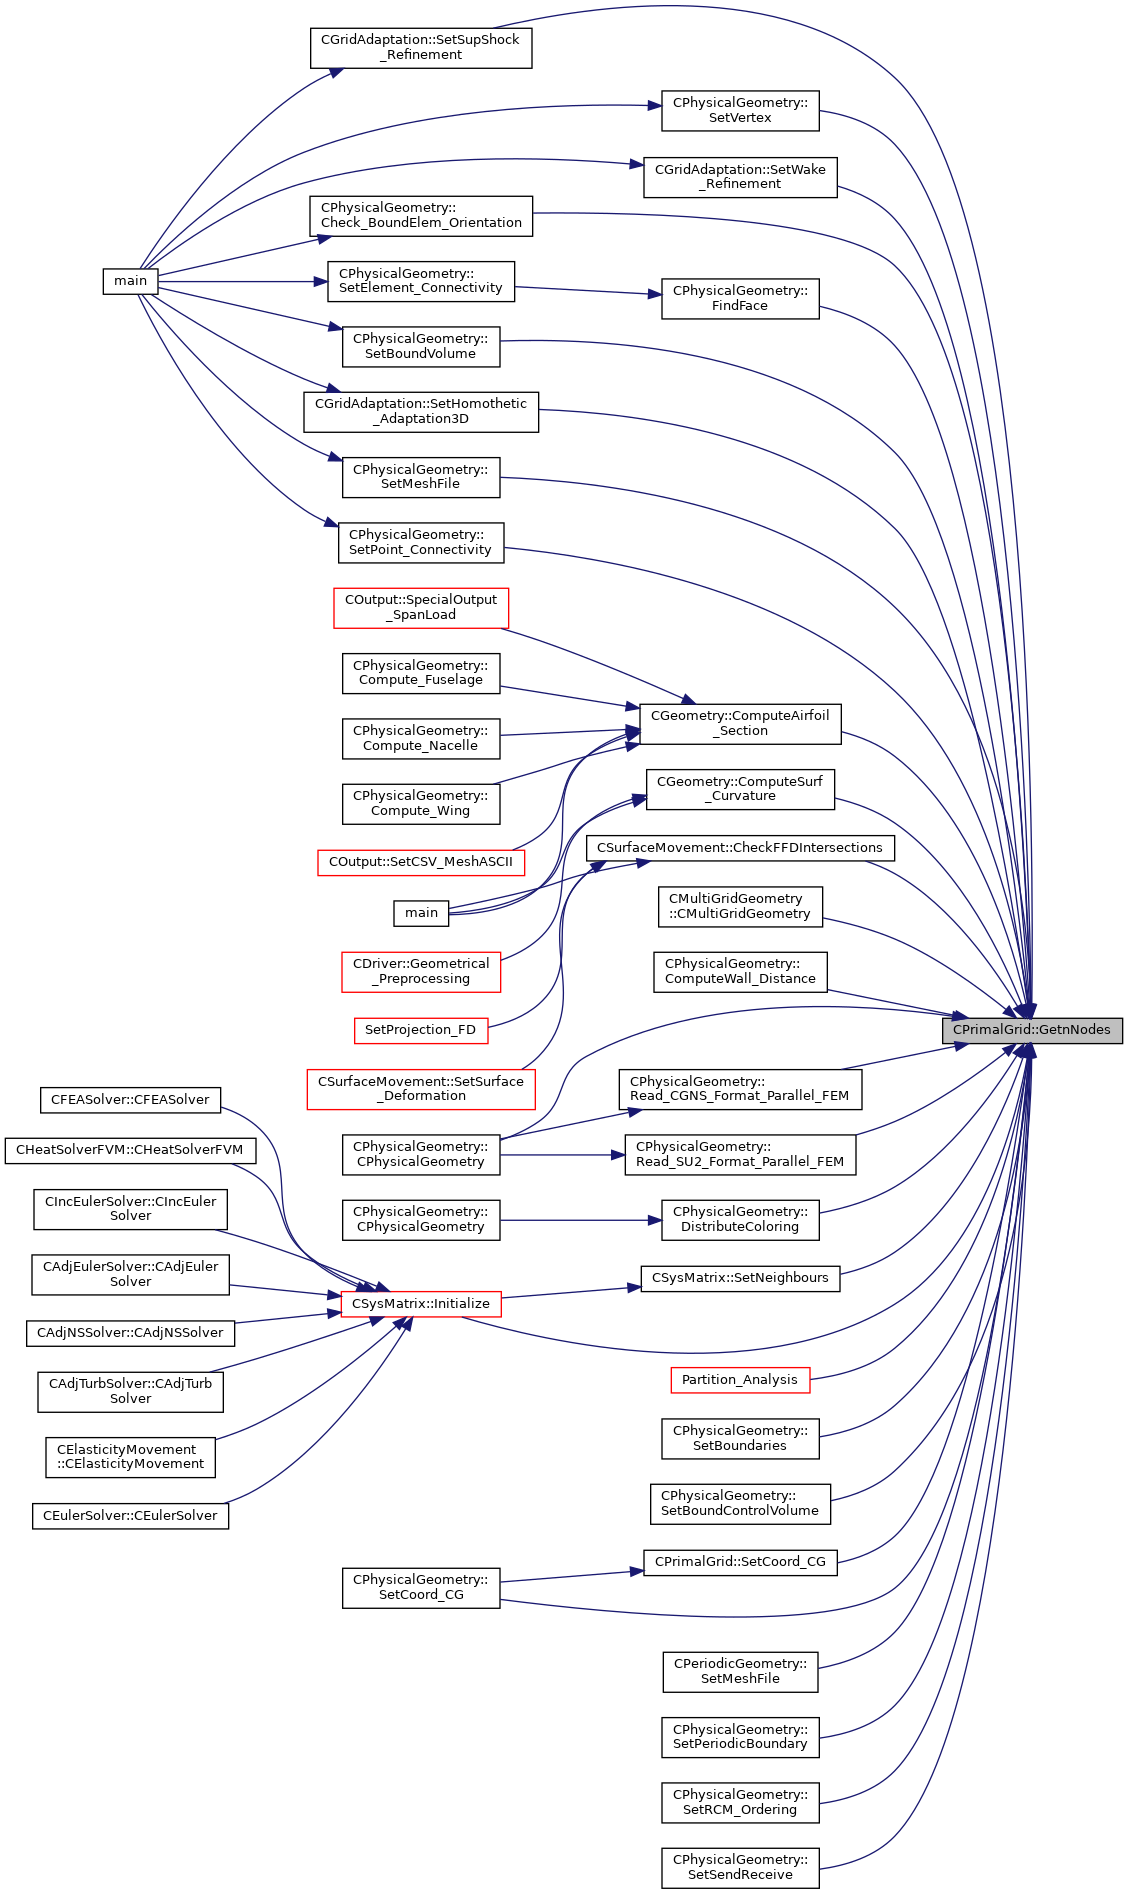 CGridAdaptation::SetSupShock
_Refinement
CPhysicalGeometry::
SetVertex
CGridAdaptation::SetWake
_Refinement
CPhysicalGeometry::
Check_BoundElem_Orientation
main
CPhysicalGeometry::
SetElement_Connectivity
CPhysicalGeometry::
FindFace
CPhysicalGeometry::
SetBoundVolume
CGridAdaptation::SetHomothetic
_Adaptation3D
CPhysicalGeometry::
SetMeshFile
CPhysicalGeometry::
SetPoint_Connectivity
COutput::SpecialOutput
_SpanLoad
CPhysicalGeometry::
Compute_Fuselage
CGeometry::ComputeAirfoil
_Section
CPhysicalGeometry::
Compute_Nacelle
CGeometry::ComputeSurf
_Curvature
CPhysicalGeometry::
Compute_Wing
CSurfaceMovement::CheckFFDIntersections
COutput::SetCSV_MeshASCII
CMultiGridGeometry
::CMultiGridGeometry
main
CDriver::Geometrical
_Preprocessing
CPhysicalGeometry::
ComputeWall_Distance
SetProjection_FD
CPrimalGrid::GetnNodes
CSurfaceMovement::SetSurface
_Deformation
CPhysicalGeometry::
Read_CGNS_Format_Parallel_FEM
CFEASolver::CFEASolver
CHeatSolverFVM::CHeatSolverFVM
CPhysicalGeometry::
CPhysicalGeometry
CPhysicalGeometry::
Read_SU2_Format_Parallel_FEM
CIncEulerSolver::CIncEuler
Solver
CPhysicalGeometry::
CPhysicalGeometry
CPhysicalGeometry::
DistributeColoring
CAdjEulerSolver::CAdjEuler
Solver
CSysMatrix::SetNeighbours
CSysMatrix::Initialize
CAdjNSSolver::CAdjNSSolver
CAdjTurbSolver::CAdjTurb
Solver
Partition_Analysis
CPhysicalGeometry::
SetBoundaries
CElasticityMovement
::CElasticityMovement
CPhysicalGeometry::
SetBoundControlVolume
CEulerSolver::CEulerSolver
CPrimalGrid::SetCoord_CG
CPhysicalGeometry::
SetCoord_CG
CPeriodicGeometry::
SetMeshFile
CPhysicalGeometry::
SetPeriodicBoundary
CPhysicalGeometry::
SetRCM_Ordering
CPhysicalGeometry::
SetSendReceive